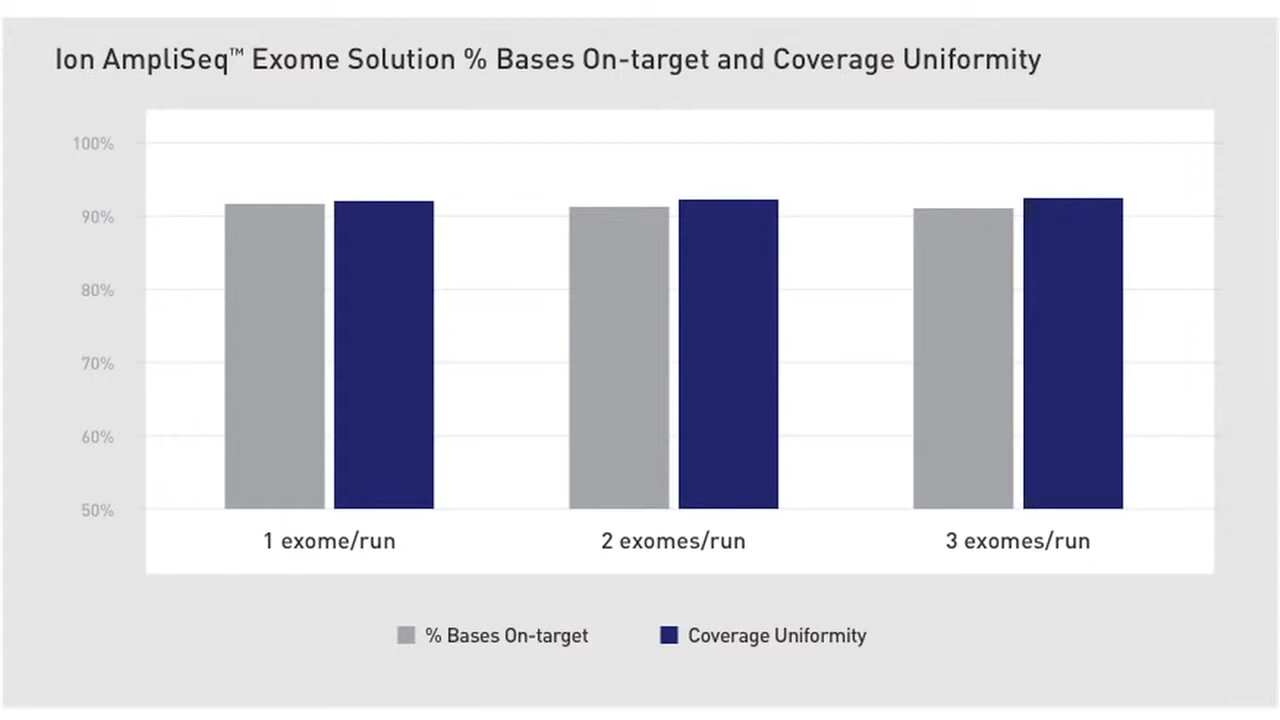 Ion AmpliSeq™ Exome Solution % Bases On-target and Coverage Uniformity
100%
90%
80%
70%
60%
50%
1 exome/run
2 exomes/run
3 exomes/run
% Bases On-target
Coverage Uniformity